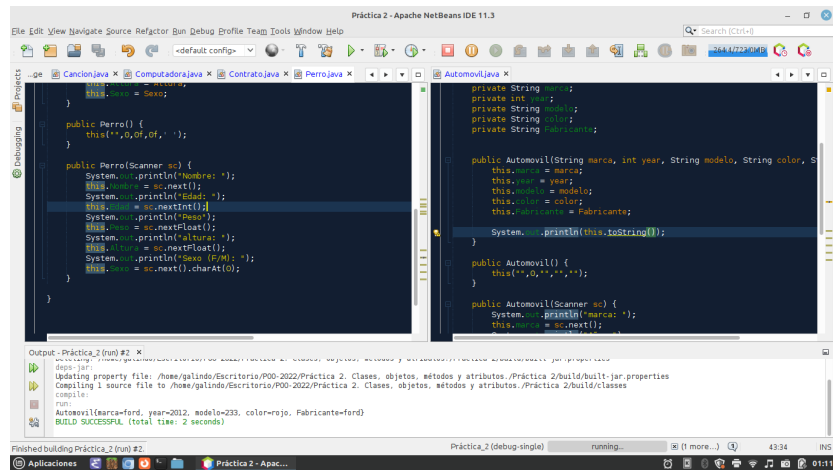 Práctica 2 - Apache NetBeans IDE 11.3
File Edit View Navigate Source Refactor Run Debug Profile Team Tools Window Help
Search (Ctrl+I)
<default config>
...ge Cancion.java × Computadora.java × Contrato.java × Perro.java ×
this.Altura = Altura;
this.Sexo = Sexo;
}
public Perro() {
this("",0,0f,0f,' ');
}
public Perro(Scanner sc) {
System.out.println("Nombre: ");
this.Nombre = sc.next();
System.out.println("Edad: ");
this.Edad = sc.nextInt();
System.out.println("Peso");
this.Peso = sc.nextFloat();
System.out.println("altura: ");
this.Altura = sc.nextFloat();
System.out.println("Sexo (F/M): ");
this.Sexo = sc.next().charAt(0);
}
}
Automovil.java ×
private String marca;
private int year;
private String modelo;
private String color;
private String Fabricante;
public Automovil(String marca, int year, String modelo, String color, S
this.marca = marca;
this.year = year;
this.modelo = modelo;
this.color = color;
this.Fabricante = Fabricante;
System.out.println(this.toString());
}
public Automovil() {
this("",0,"","","");
}
public Automovil(Scanner sc) {
System.out.println("marca: ");
this.marca = sc.next();
Projects
Debugging
Output - Práctica_2 (run) #2 ×
deps-jar:
Updating property file: /home/galindo/Escritorio/POO-2022/Práctica 2. Clases, objetos, métodos y atributos./Práctica 2/build/built-jar.properties
Compiling 1 source file to /home/galindo/Escritorio/POO-2022/Práctica 2. Clases, objetos, métodos y atributos./Práctica 2/build/classes
compile:
run:
Automovil{marca=ford, year=2012, modelo=233, color=rojo, Fabricante=ford}
BUILD SUCCESSFUL (total time: 2 seconds)
Finished building Práctica_2 (run) #2.
Práctica_2 (debug-single) running... (1 more...) 43:34 INS
Aplicaciones Práctica 2 - Apac... 01:11